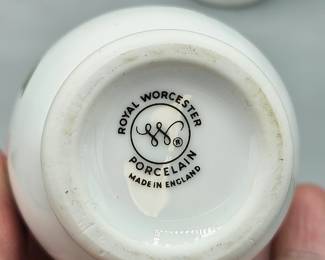 ROYAL WORCESTER
W®
PORCELAIN
MADE IN ENGLAND